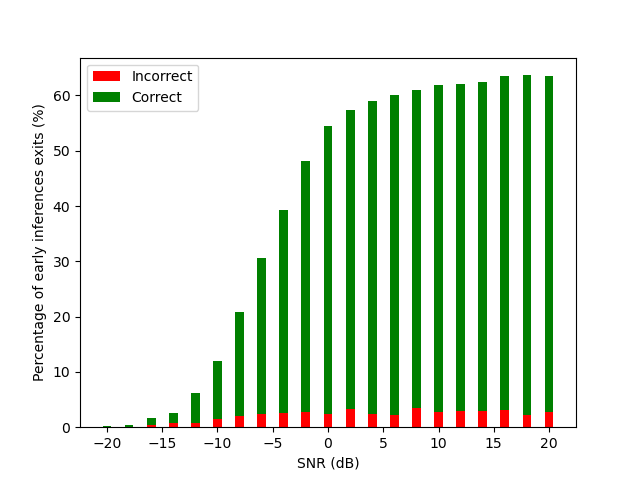 Incorrect
Correct
Percentage of early inferences exits (%)
60
50
40
30
20
10
0
−20 −15 −10 −5 0 5 10 15 20
SNR (dB)